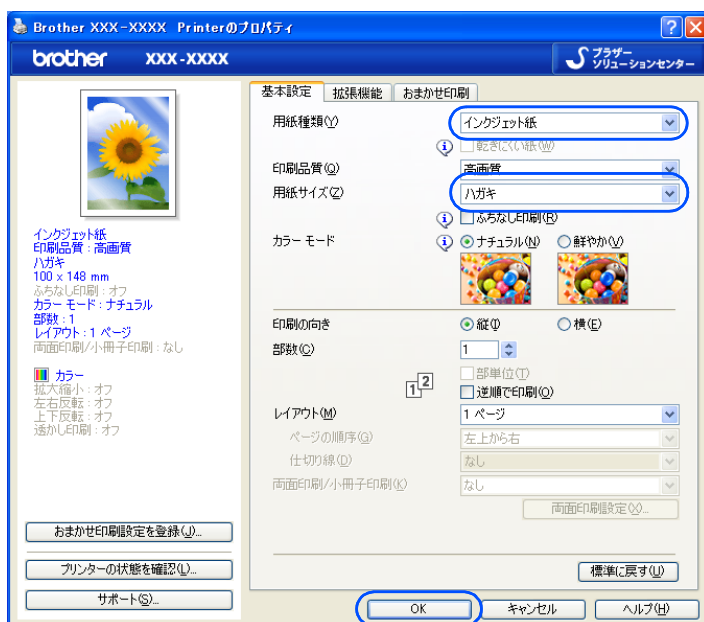 Brother XXX-XXXX Printerのプロパティ
brother XXX-XXXX
ブラザー
ソリューションセンター
基本設定 拡張機能 おまかせ印刷
用紙種類(Y) インクジェット紙
乾きにくい紙(W)
印刷品質(Q) 高画質
用紙サイズ(Z) ハガキ
ふちなし印刷(R)
カラー モード ナチュラル(N) 鮮やか(V)
インクジェット紙
印刷品質 : 高画質
ハガキ
100 x 148 mm
ふちなし印刷 : オフ
カラー モード : ナチュラル
部数 : 1
レイアウト : 1 ページ
両面印刷/小冊子印刷 : なし
カラー
拡大縮小 : オフ
左右反転 : オフ
上下反転 : オフ
透かし印刷 : オフ
印刷の向き 縦(I) 横(E)
部数(C) 1
部単位(T)
12
逆順で印刷(O)
レイアウト(M) 1 ページ
ページの順序(G) 左上から右
仕切り線(D) なし
両面印刷/小冊子印刷(K) なし
両面印刷設定(X)...
おまかせ印刷設定を登録(J)...
プリンターの状態を確認(L)...
サポート(S)...
標準に戻す(U)
OK キャンセル ヘルプ(H)